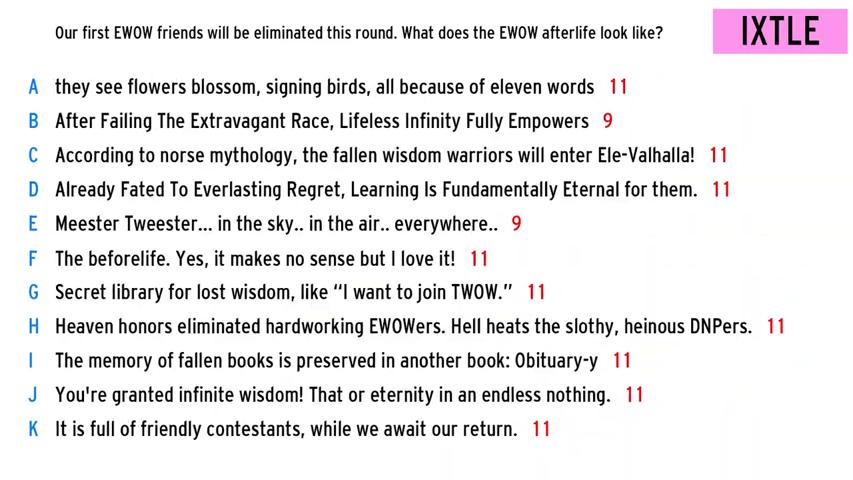 Our first EWOW friends will be eliminated this round. What does the EWOW afterlife look like?
IXTLE
A they see flowers blossom, signing birds, all because of eleven words 11
B After Failing The Extravagant Race, Lifeless Infinity Fully Empowers 9
C According to norse mythology, the fallen wisdom warriors will enter Ele-Valhalla! 11
D Already Fated To Everlasting Regret, Learning Is Fundamentally Eternal for them. 11
E Meester Tweester... in the sky.. in the air.. everywhere.. 9
F The beforelife. Yes, it makes no sense but I love it! 11
G Secret library for lost wisdom, like “I want to join TWOW.” 11
H Heaven honors eliminated hardworking EWOWers. Hell heats the slothy, heinous DNPers. 11
I The memory of fallen books is preserved in another book: Obituary-y 11
J You're granted infinite wisdom! That or eternity in an endless nothing. 11
K It is full of friendly contestants, while we await our return. 11